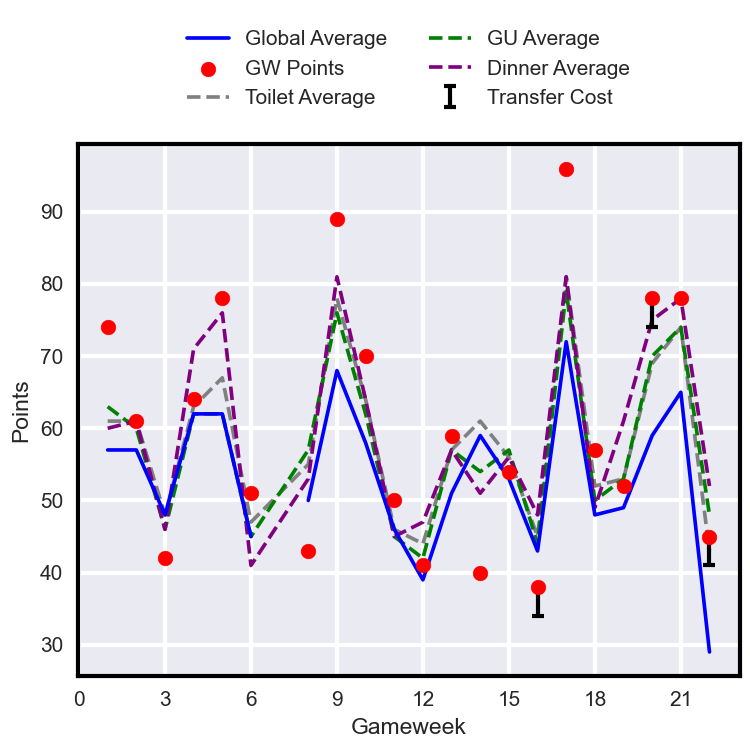 Global Average
GW Points
Toilet Average
GU Average
Dinner Average
Transfer Cost
Points
90
80
70
60
50
40
30
0 3 6 9 12 15 18 21
Gameweek